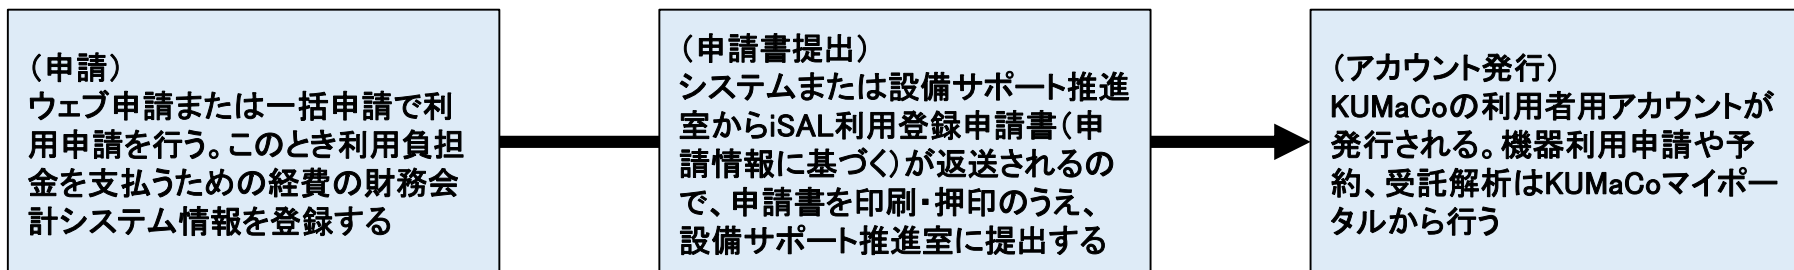 （申請）
ウェブ申請または一括申請で利
用申請を行う。このとき利用負担
金を支払うための経費の財務会
計システム情報を登録する
（申請書提出）
システムまたは設備サポート推進
室からiSAL利用登録申請書（申
請情報に基づく）が返送されるの
で、申請書を印刷・押印のうえ、
設備サポート推進室に提出する
（アカウント発行）
KUMaCoの利用者用アカウントが
発行される。機器利用申請や予
約、受託解析はKUMaCoマイポー
タルから行う